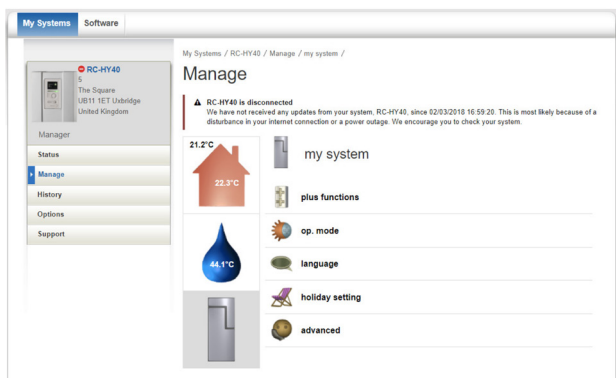 My Systems Software
My Systems / RC-HY40 / Manage / my system /
RC-HY40
5
The Square
UB11 1ET Uxbridge
United Kingdom
Manager
Status
Manage
History
Options
Support
Manage
RC-HY40 is disconnected
We have not received any updates from your system, RC-HY40, since 02/03/2018 16:59:20. This is most likely because of a
disturbance in your internet connection or a power outage. We encourage you to check your system.
21.2°C
22.3°C
44.1°C
my system
plus functions
op. mode
language
holiday setting
advanced